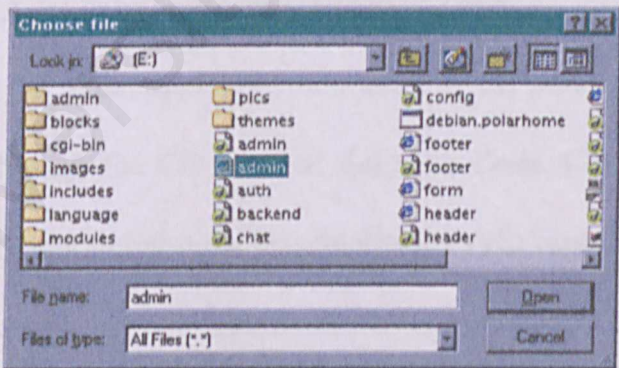 Choose file
Look in: (E:)
admin
blocks
cgi-bin
images
includes
language
modules
pics
themes
admin
admin
auth
backend
chat
config
debian.polarhome
footer
footer
form
header
header
File name: admin
Open
Files of type: All Files (*.*)
Cancel